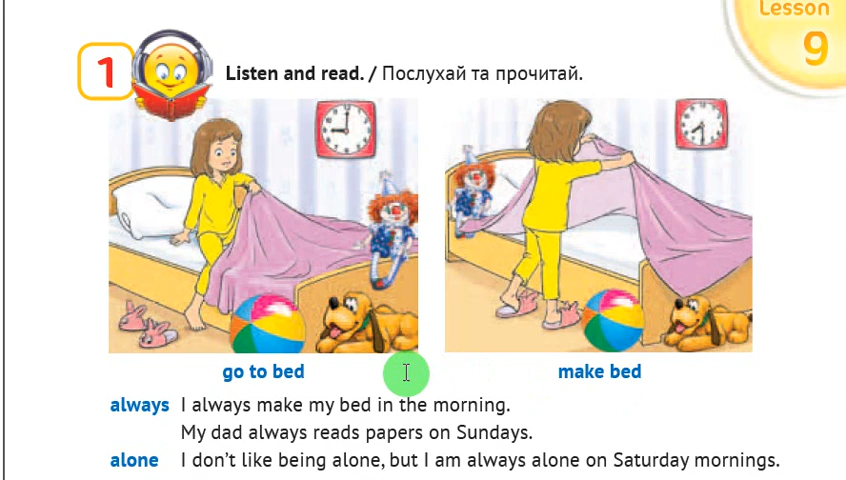 Lesson
9
1 Listen and read. / Послухай та прочитай.
go to bed
make bed
always I always make my bed in the morning.
My dad always reads papers on Sundays.
alone I don't like being alone, but I am always alone on Saturday mornings.